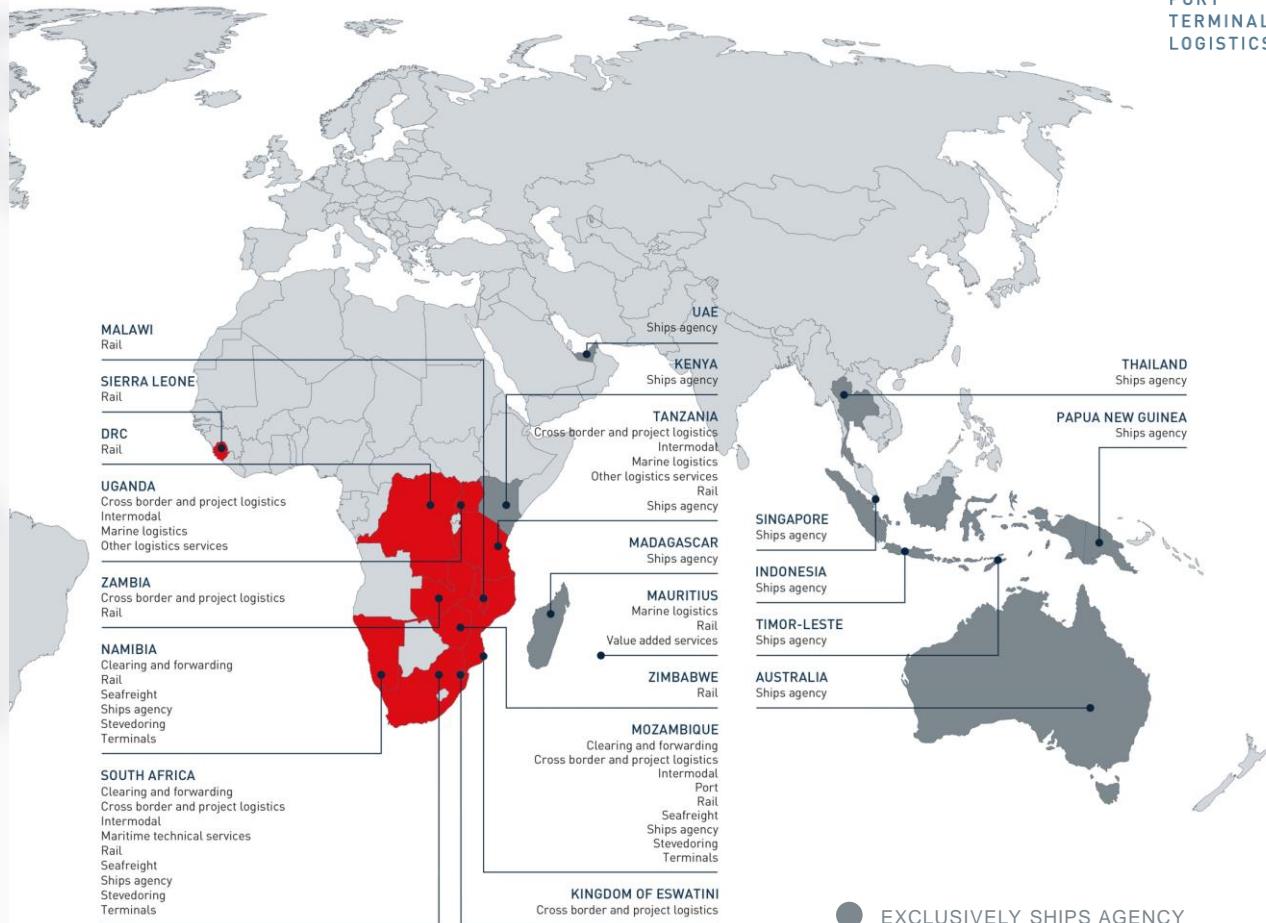 PORT
TERMINAL
LOGISTICS
MALAWI
Rail
SIERRA LEONE
Rail
DRC
Rail
UGANDA
Cross border and project logistics
Intermodal
Marine logistics
Other logistics services
ZAMBIA
Cross border and project logistics
Rail
NAMIBIA
Clearing and forwarding
Rail
Seafreight
Ships agency
Stevedoring
Terminals
SOUTH AFRICA
Clearing and forwarding
Cross border and project logistics
Intermodal
Maritime technical services
Rail
Seafreight
Ships agency
Stevedoring
Terminals
UAE
Ships agency
KENYA
Ships agency
TANZANIA
Cross border and project logistics
Intermodal
Marine logistics
Other logistics services
Rail
Ships agency
MADAGASCAR
Ships agency
MAURITIUS
Marine logistics
Rail
Value added services
ZIMBABWE
Rail
MOZAMBIQUE
Clearing and forwarding
Cross border and project logistics
Intermodal
Port
Rail
Seafreight
Ships agency
Stevedoring
Terminals
KINGDOM OF ESWATINI
Cross border and project logistics
THAILAND
Ships agency
PAPUA NEW GUINEA
Ships agency
SINGAPORE
Ships agency
INDONESIA
Ships agency
TIMOR-LESTE
Ships agency
AUSTRALIA
Ships agency
EXCLUSIVELY SHIPS AGENCY